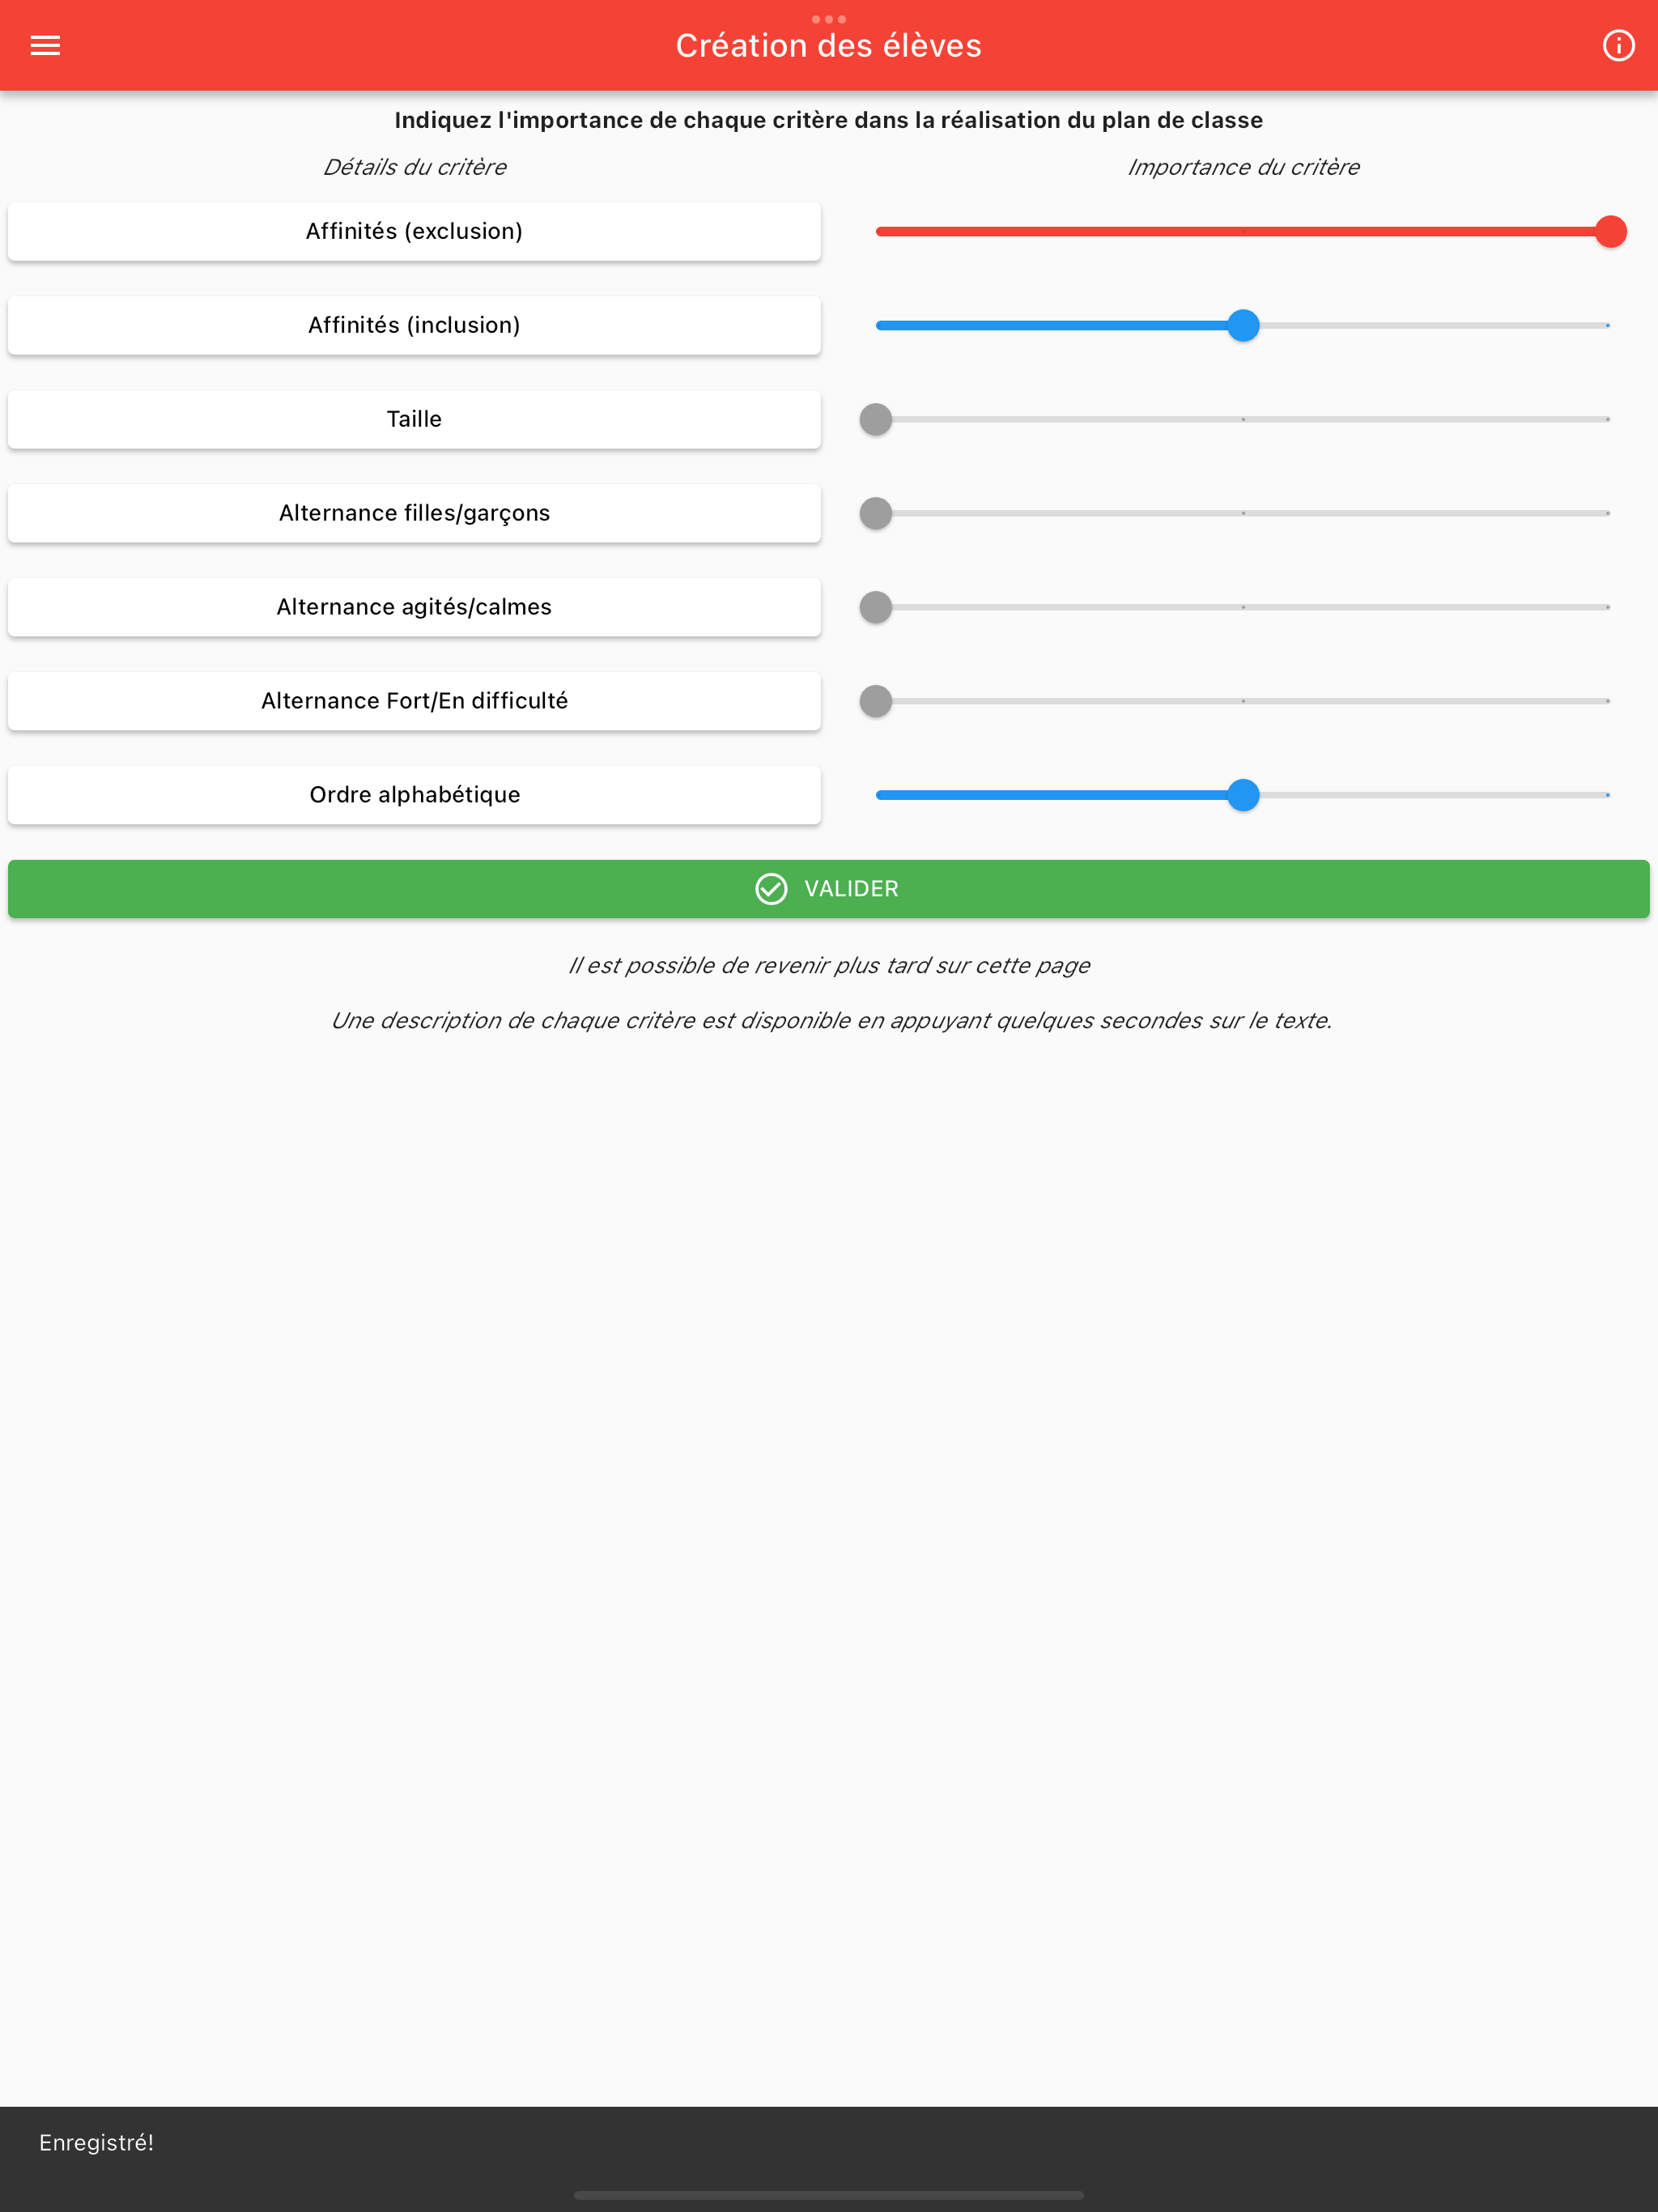 Création des élèves
Indiquez l'importance de chaque critère dans la réalisation du plan de classe
Détails du critère
Importance du critère
Affinités (exclusion)
Affinités (inclusion)
Taille
Alternance filles/garçons
Alternance agités/calmes
Alternance Fort/En difficulté
Ordre alphabétique
VALIDER
Il est possible de revenir plus tard sur cette page
Une description de chaque critère est disponible en appuyant quelques secondes sur le texte.
Enregistré!